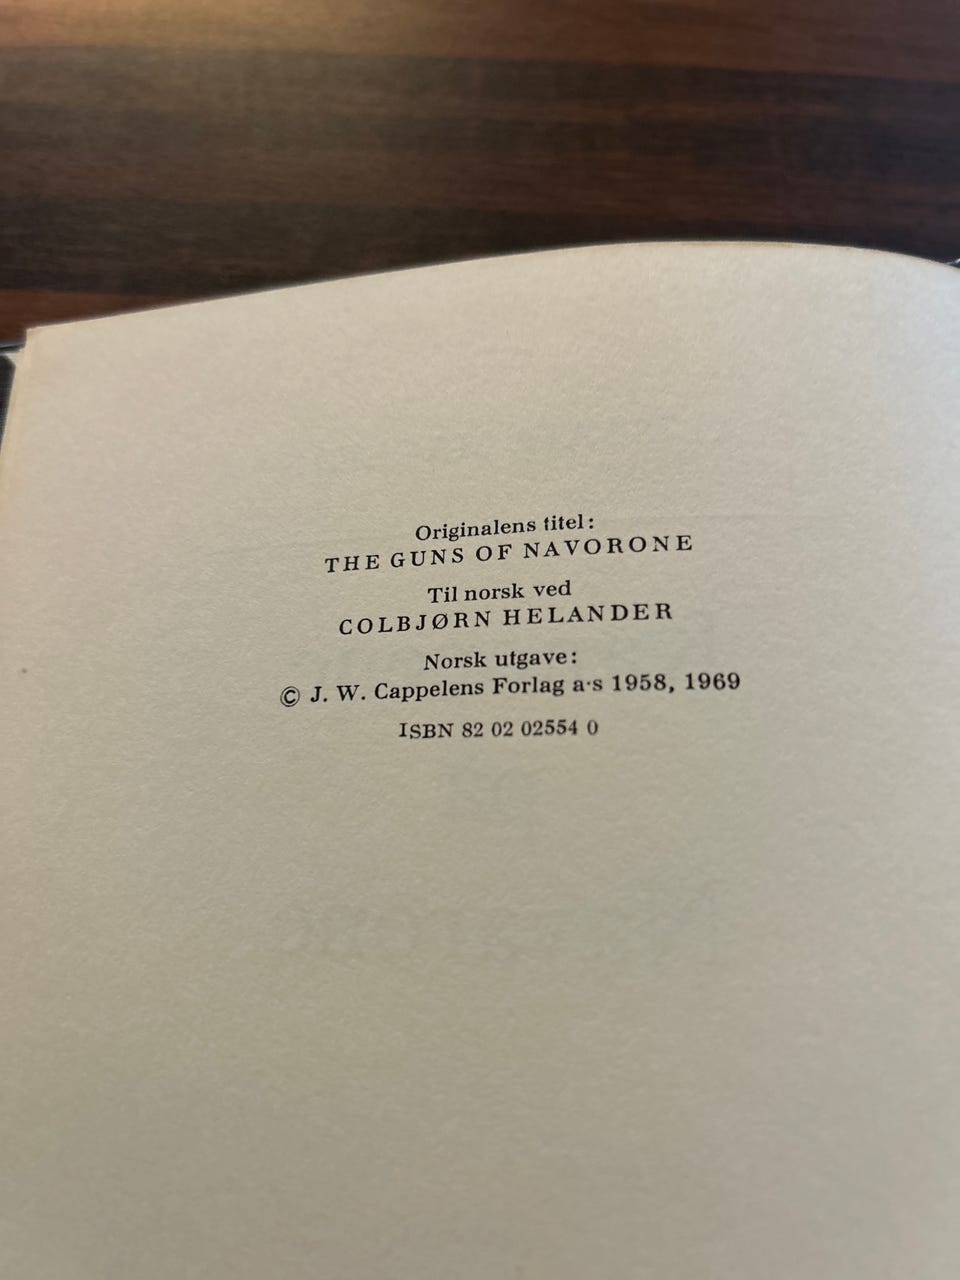 Originalens titel:
THE GUNS OF NAVORONE
Til norsk ved
COLBJØRN HELANDER
Norsk utgave:
© J. W. Cappelens Forlag a·s 1958, 1969
ISBN 82 02 02554 0